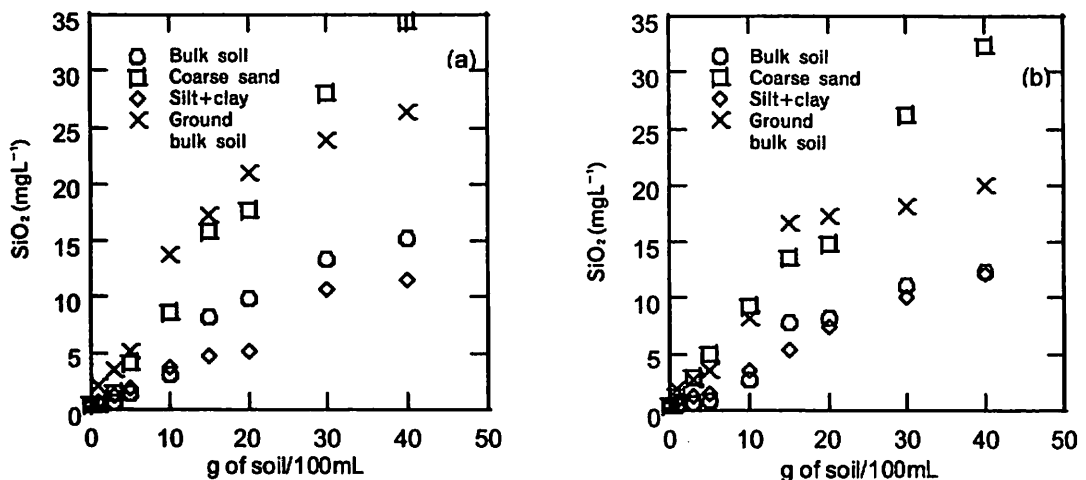 35
30
25
20
15
10
5
0
SiO₂ (mgL⁻¹)
Bulk soil
Coarse sand
Silt+clay
Ground
bulk soil
(a)
0 10 20 30 40 50
g of soil/100mL
35
30
25
20
15
10
5
0
SiO₂ (mgL⁻¹)
Bulk soil
Coarse sand
Silt+clay
Ground
bulk soil
(b)
0 10 20 30 40 50
g of soil/100mL